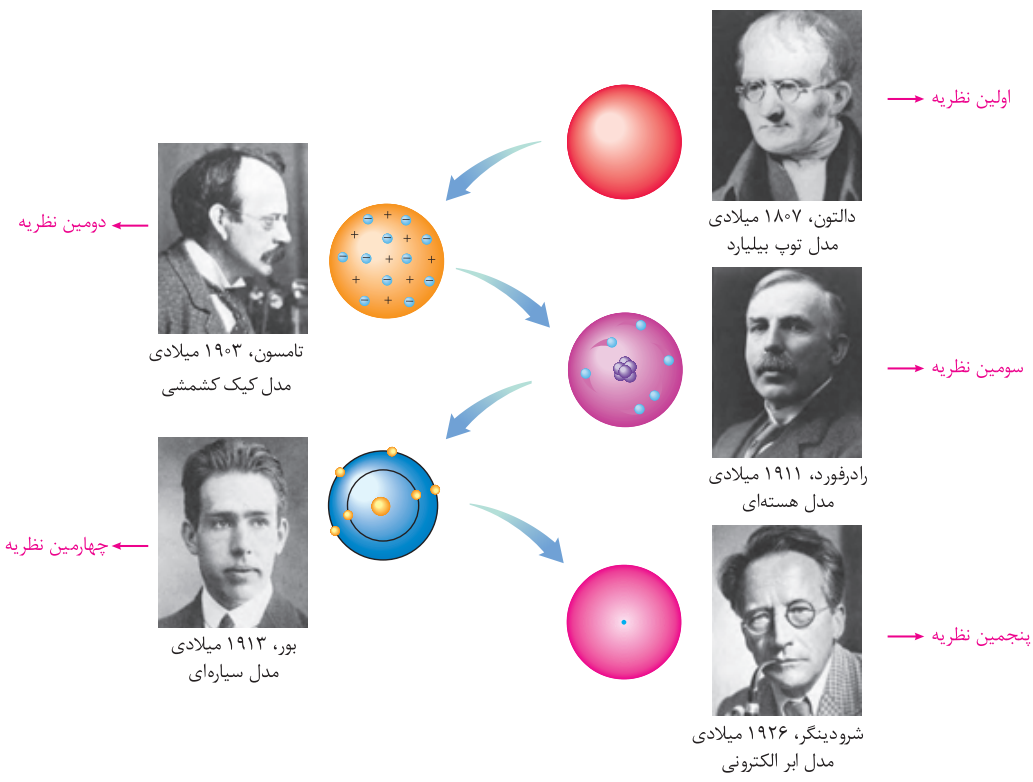 اولین نظریه
دالتون، ۱۸۰۷ میلادی
مدل توپ بیلیارد
دومین نظریه
تامسون، ۱۹۰۳ میلادی
مدل کیک کشمشی
سومین نظریه
رادرفورد، ۱۹۱۱ میلادی
مدل هسته‌ای
چهارمین نظریه
بور، ۱۹۱۳ میلادی
مدل سیاره‌ای
پنجمین نظریه
شرودینگر، ۱۹۲۶ میلادی
مدل ابر الکترونی